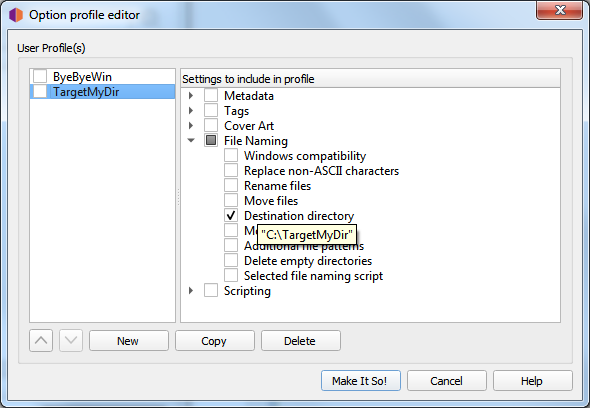 Option profile editor
User Profile(s)
ByeByeWin
TargetMyDir
Settings to include in profile
Metadata
Tags
Cover Art
File Naming
Windows compatibility
Replace non-ASCII characters
Rename files
Move files
Destination directory
"C:\TargetMyDir"
Additional file patterns
Delete empty directories
Selected file naming script
Scripting
New
Copy
Delete
Make It So!
Cancel
Help